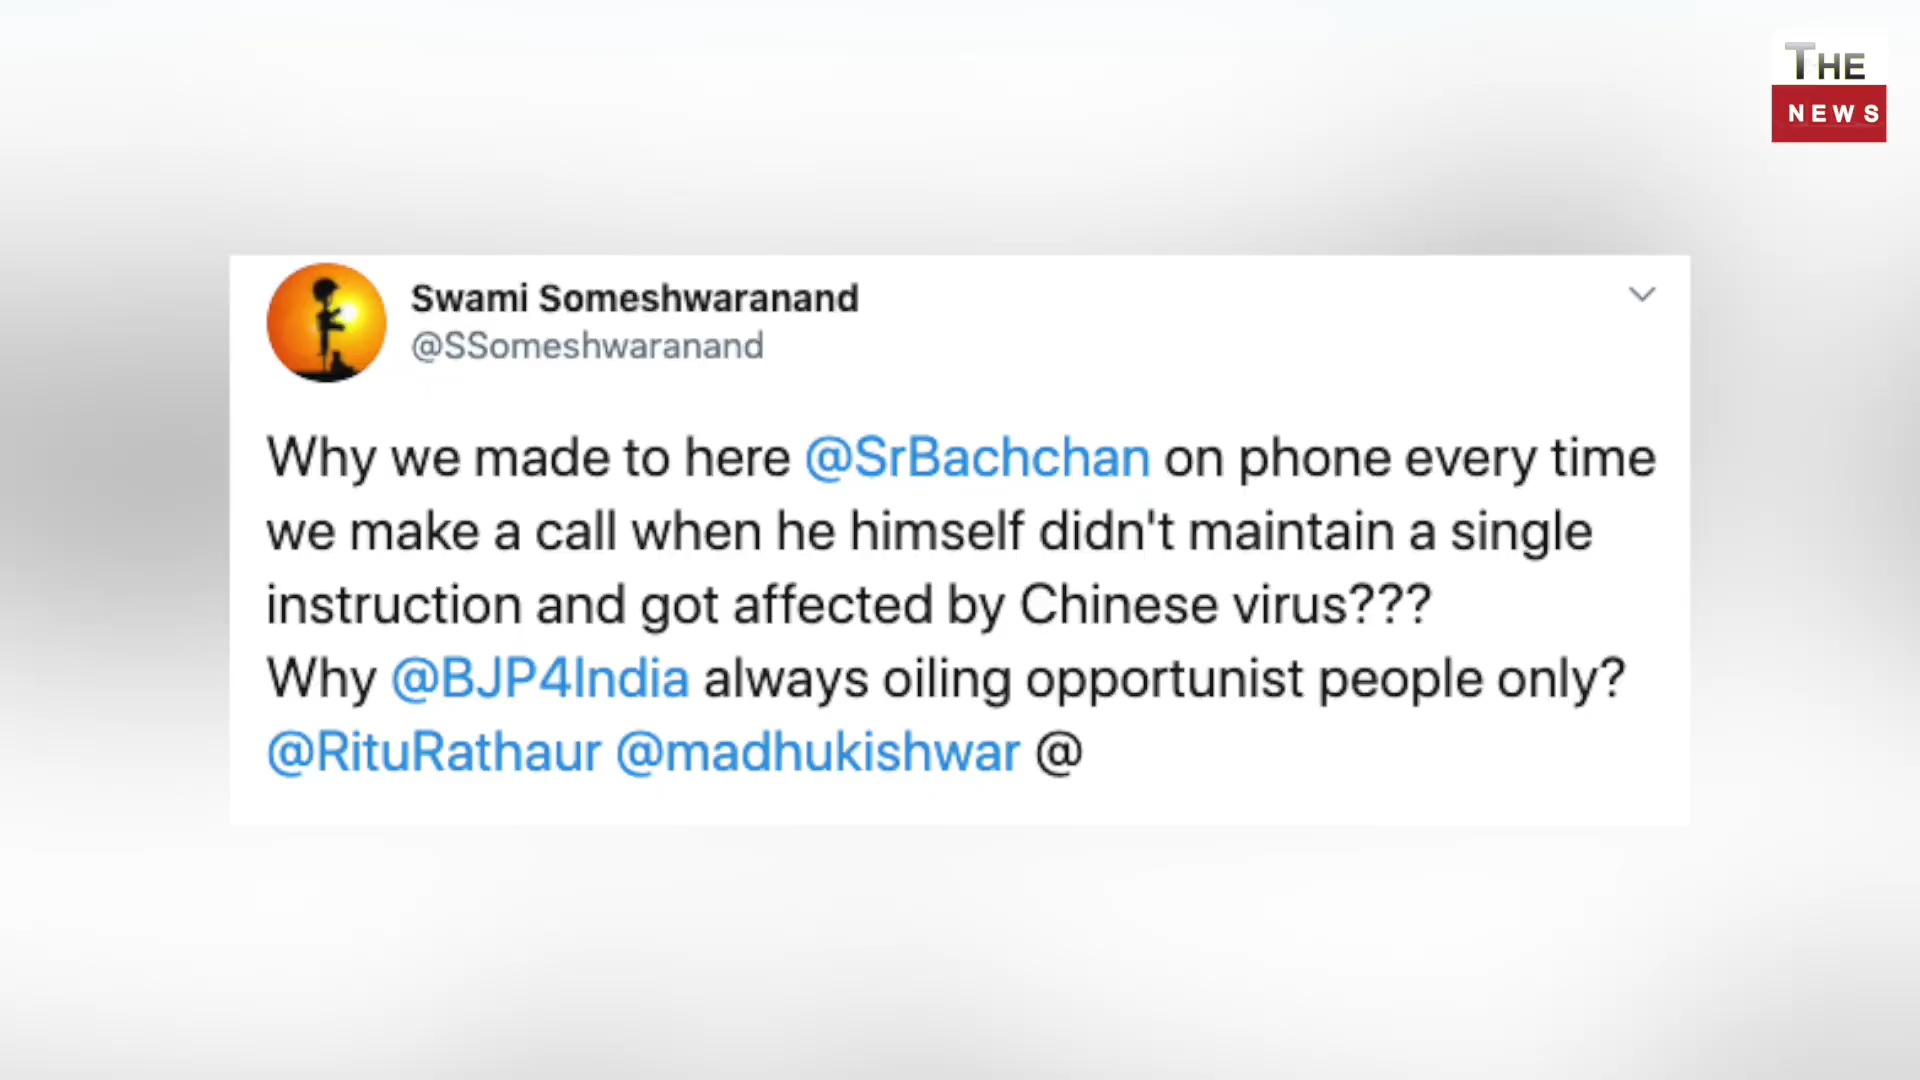 THE
NEWS
Swami Someshwaranand
@SSomeshwaranand
Why we made to here @SrBachchan on phone every time
we make a call when he himself didn't maintain a single
instruction and got affected by Chinese virus???
Why @BJP4India always oiling opportunist people only?
@RituRathaur @madhukishwar @